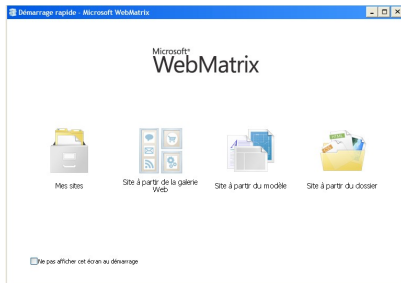 Démarrage rapide - Microsoft WebMatrix
Microsoft®
WebMatrix
Mes sites
Site à partir de la galerie
Web
Site à partir du modèle
Site à partir du dossier
Ne pas afficher cet écran au démarrage